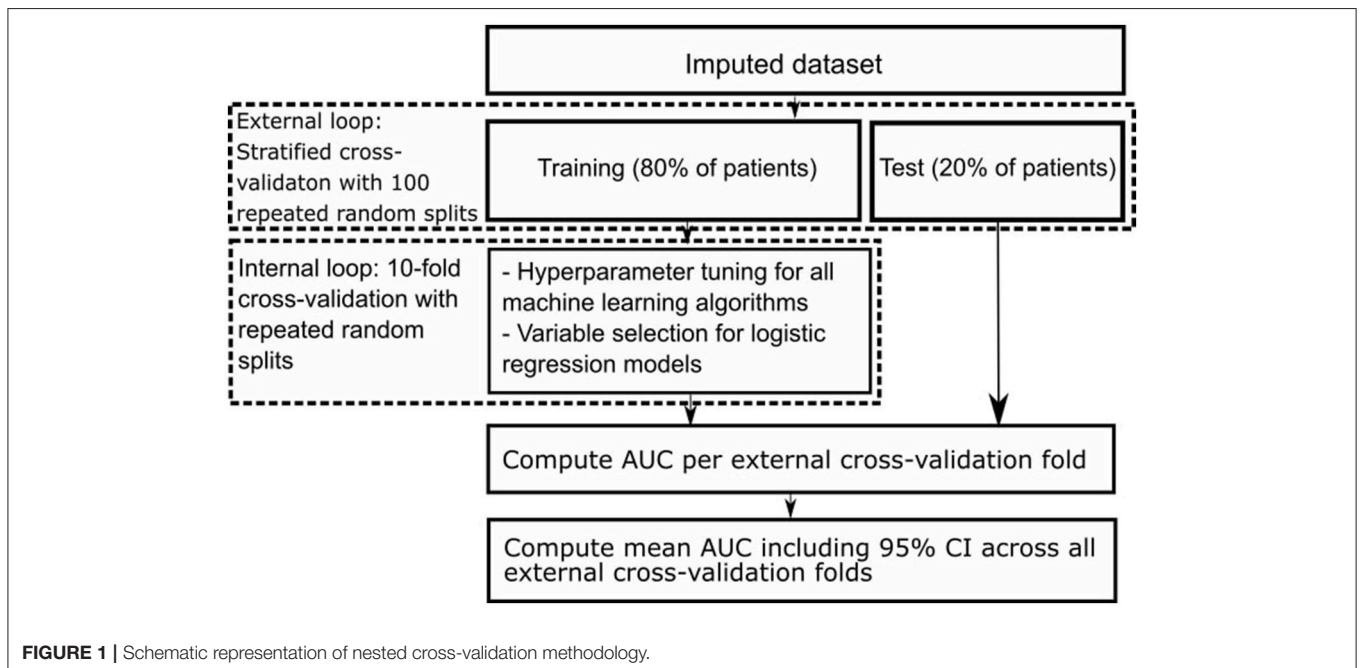 Imputed dataset
External loop:
Stratified cross-
validaton with 100
repeated random splits
Training (80% of patients)
Test (20% of patients)
Internal loop: 10-fold
cross-validation with
repeated random
splits
- Hyperparameter tuning for all
machine learning algorithms
- Variable selection for logistic
regression models
Compute AUC per external cross-validation fold
Compute mean AUC including 95% CI across all
external cross-validation folds
FIGURE 1 | Schematic representation of nested cross-validation methodology.